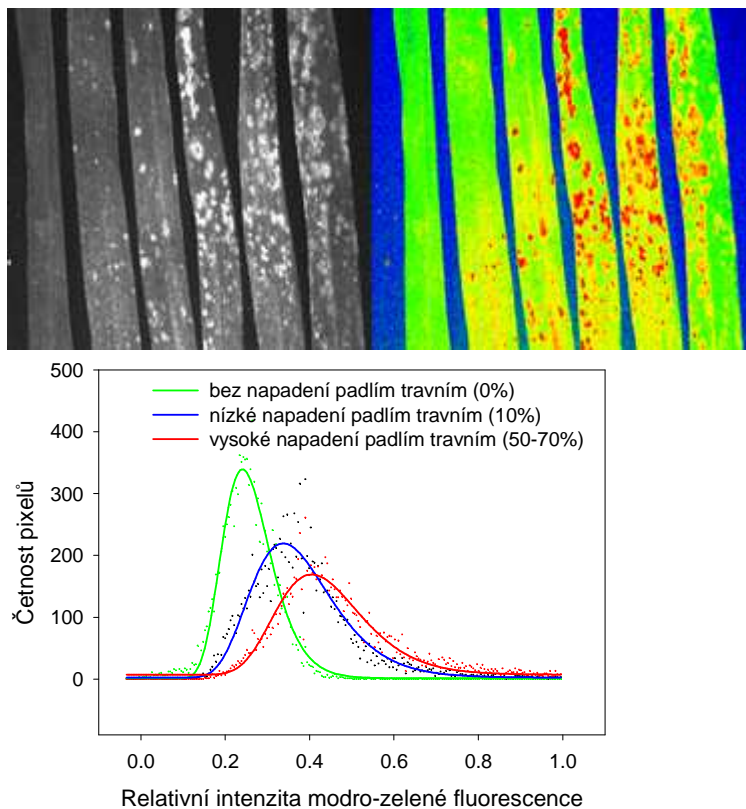 500
400
300
200
100
0
Četnost pixelů
bez napadení padlím travním (0%)
nízké napadení padlím travním (10%)
vysoké napadení padlím travním (50-70%)
0.0 0.2 0.4 0.6 0.8 1.0
Relativní intenzita modro-zelené fluorescence